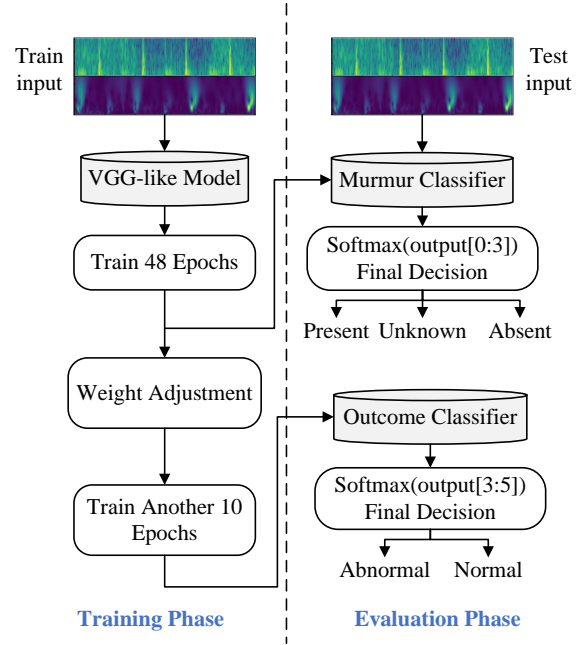 Train
input
VGG-like Model
Train 48 Epochs
Weight Adjustment
Train Another 10
Epochs
Training Phase
Test
input
Murmur Classifier
Softmax(output[0:3])
Final Decision
Present Unknown Absent
Outcome Classifier
Softmax(output[3:5])
Final Decision
Abnormal Normal
Evaluation Phase